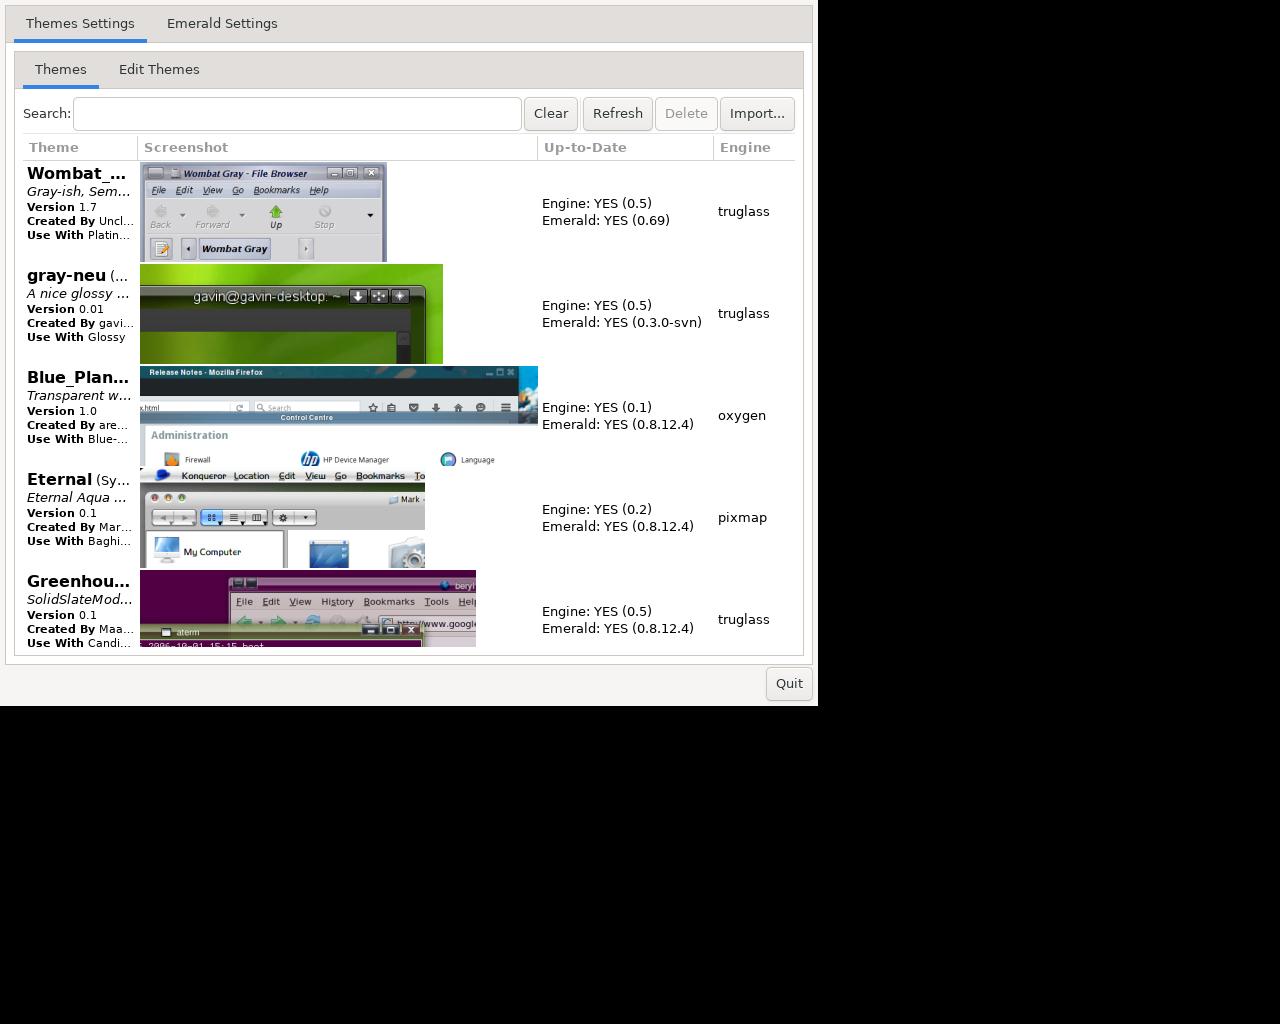 Themes Settings Emerald Settings
Themes Edit Themes
Search: Clear Refresh Delete Import...
Theme Screenshot Up-to-Date Engine
Wombat_...
Gray-ish, Sem...
Version 1.7
Created By Uncl...
Use With Platin...
Wombat Gray - File Browser
File Edit View Go Bookmarks Help
Back Forward Up Stop
Wombat Gray
Engine: YES (0.5)
Emerald: YES (0.69)
truglass
gray-neu (...
A nice glossy ...
Version 0.01
Created By gavi...
Use With Glossy
gavin@gavin-desktop: ~
Engine: YES (0.5)
Emerald: YES (0.3.0-svn)
truglass
Blue_Plan...
Transparent w...
Version 1.0
Created By are...
Use With Blue-...
Release Notes - Mozilla Firefox
x.html Search
Control Centre
Administration
Firewall HP Device Manager Language
Engine: YES (0.1)
Emerald: YES (0.8.12.4)
oxygen
Eternal (Sy...
Eternal Aqua ...
Version 0.1
Created By Mar...
Use With Baghi...
Konqueror Location Edit View Go Bookmarks To
Mark -
My Computer
Engine: YES (0.2)
Emerald: YES (0.8.12.4)
pixmap
Greenhou...
SolidSlateMod...
Version 0.1
Created By Maa...
Use With Candi...
beryl
File Edit View History Bookmarks Tools Help
http://www.google
aterm
2006-10-01 15:15 boot
Engine: YES (0.5)
Emerald: YES (0.8.12.4)
truglass
Quit